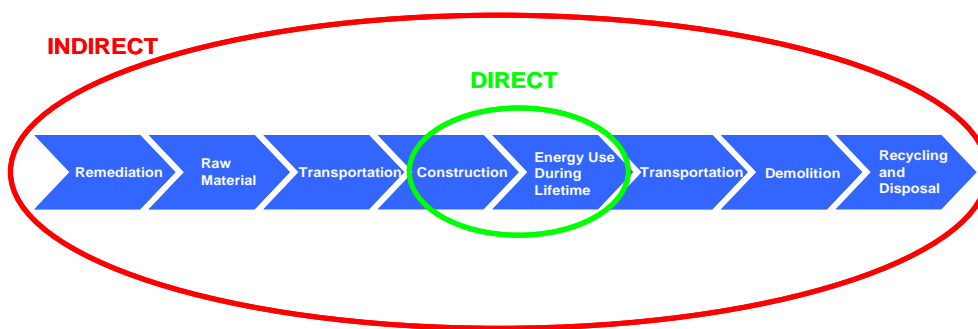 INDIRECT
DIRECT
Remediation
Raw
Material
Transportation
Construction
Energy Use
During
Lifetime
Transportation
Demolition
Recycling
and
Disposal